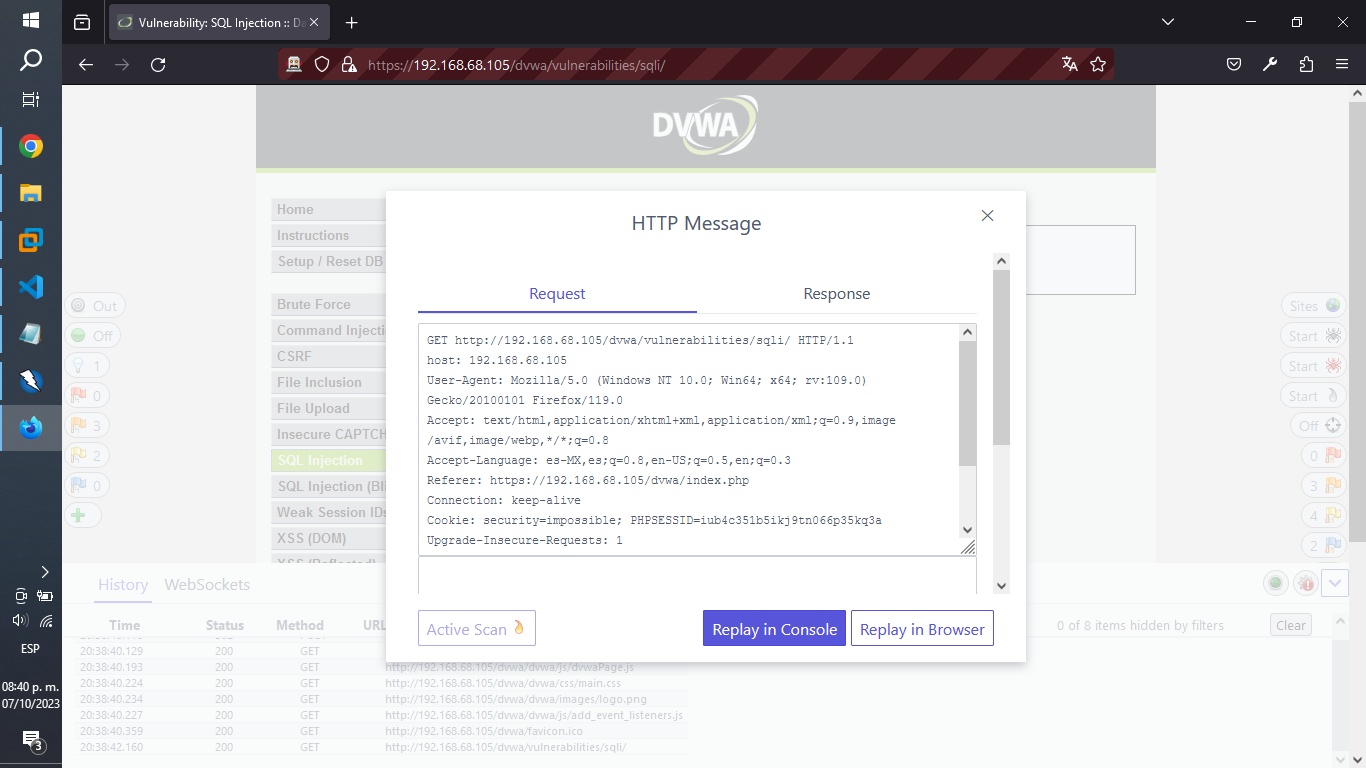 Vulnerability: SQL Injection :: Da
https://192.168.68.105/dvwa/vulnerabilities/sqli/
DVWA
Home
Instructions
Setup / Reset DB
Brute Force
Command Injecti
CSRF
File Inclusion
File Upload
Insecure CAPTCH
SQL Injection
SQL Injection (Bli
Weak Session IDs
XSS (DOM)
XSS (Reflected)
Out
Off
1
0
3
2
0
Sites
Start
Start
Start
Off
0
3
4
2
HTTP Message
Request
Response
GET http://192.168.68.105/dvwa/vulnerabilities/sqli/ HTTP/1.1
host: 192.168.68.105
User-Agent: Mozilla/5.0 (Windows NT 10.0; Win64; x64; rv:109.0)
Gecko/20100101 Firefox/119.0
Accept: text/html,application/xhtml+xml,application/xml;q=0.9,image
/avif,image/webp,*/*;q=0.8
Accept-Language: es-MX,es;q=0.8,en-US;q=0.5,en;q=0.3
Referer: https://192.168.68.105/dvwa/index.php
Connection: keep-alive
Cookie: security=impossible; PHPSESSID=iub4c351b5ikj9tn066p35kq3a
Upgrade-Insecure-Requests: 1
Active Scan
Replay in Console
Replay in Browser
History
WebSockets
Time Status Method URL
0 of 8 items hidden by filters
Clear
20:38:40.129 200 GET
20:38:40.193 200 GET http://192.168.68.105/dvwa/dvwa/js/dvwaPage.js
20:38:40.224 200 GET http://192.168.68.105/dvwa/dvwa/css/main.css
20:38:40.234 200 GET http://192.168.68.105/dvwa/dvwa/images/logo.png
20:38:40.227 200 GET http://192.168.68.105/dvwa/dvwa/js/add_event_listeners.js
20:38:40.359 200 GET http://192.168.68.105/dvwa/favicon.ico
20:38:42.160 200 GET http://192.168.68.105/dvwa/vulnerabilities/sqli/
ESP
08:40 p. m.
07/10/2023
3